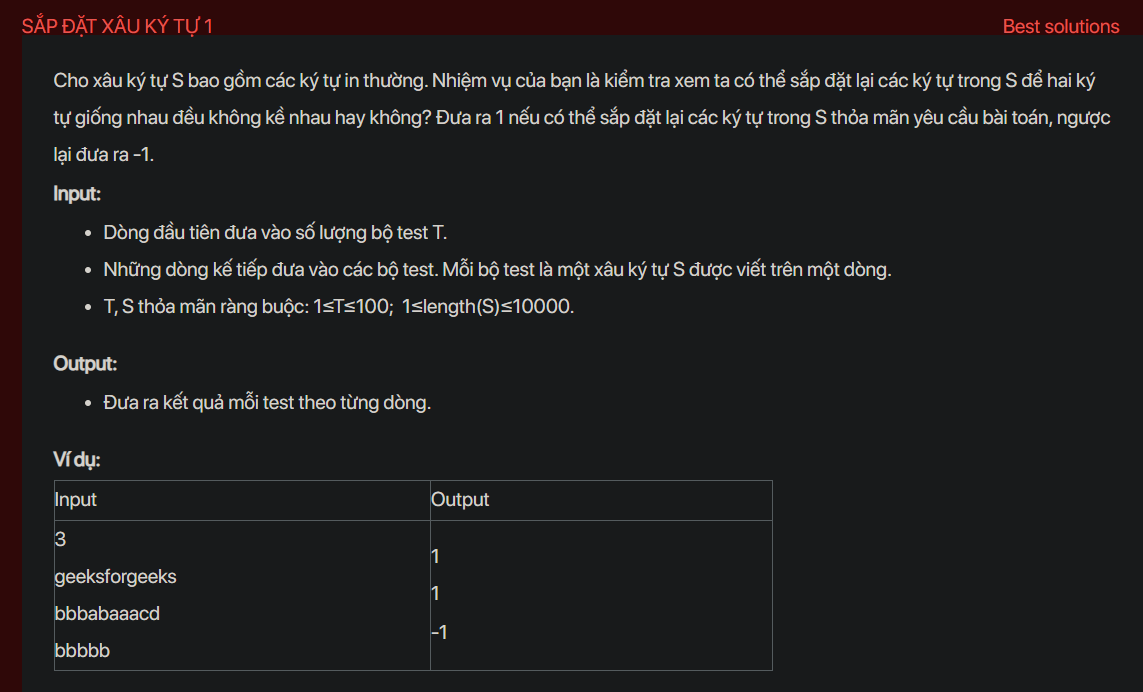 SẮP ĐẶT XÂU KÝ TỰ 1
Best solutions
Cho xâu ký tự S bao gồm các ký tự in thường. Nhiệm vụ của bạn là kiểm tra xem ta có thể sắp đặt lại các ký tự trong S để hai ký
tự giống nhau đều không kề nhau hay không? Đưa ra 1 nếu có thể sắp đặt lại các ký tự trong S thỏa mãn yêu cầu bài toán, ngược
lại đưa ra -1.
Input:
• Dòng đầu tiên đưa vào số lượng bộ test T.
• Những dòng kế tiếp đưa vào các bộ test. Mỗi bộ test là một xâu ký tự S được viết trên một dòng.
• T, S thỏa mãn ràng buộc: 1≤T≤100; 1≤length(S)≤10000.
Output:
• Đưa ra kết quả mỗi test theo từng dòng.
Ví dụ:
Input
Output
3
geeksforgeeks
bbbabaaacd
bbbbb
1
1
-1